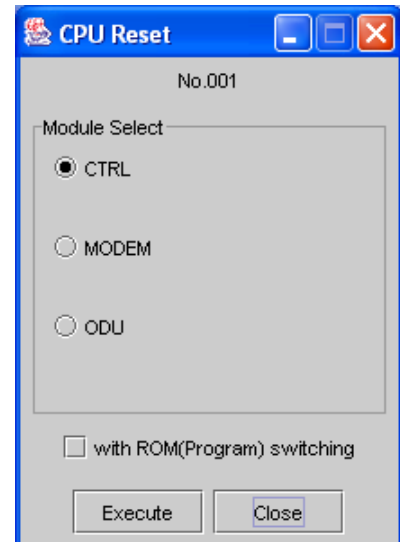 CPU Reset
No.001
Module Select
CTRL
MODEM
ODU
with ROM(Program) switching
Execute Close